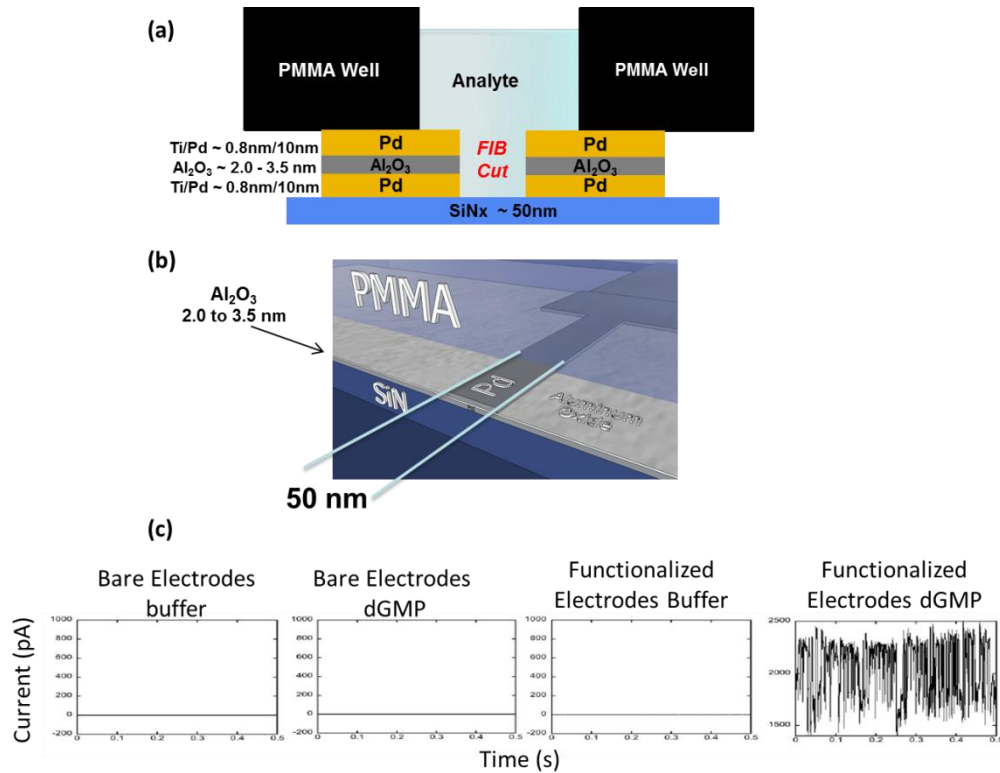 (a)
PMMA Well
Analyte
PMMA Well
Ti/Pd ~ 0.8nm/10nm
Al₂O₃ ~ 2.0 - 3.5 nm
Ti/Pd ~ 0.8nm/10nm
Pd
Al₂O₃
Pd
FIB
Cut
Pd
Al₂O₃
Pd
SiNx ~ 50nm
(b)
Al₂O₃
2.0 to 3.5 nm
PMMA
SiN
Pd
Aluminum
Oxide
50 nm
(c)
Bare Electrodes
buffer
Bare Electrodes
dGMP
Functionalized
Electrodes Buffer
Functionalized
Electrodes dGMP
Current (pA)
1000
800
600
400
200
0
-200
0 0.1 0.2 0.3 0.4 0.5
1000
800
600
400
200
0
-200
0 0.1 0.2 0.3 0.4 0.5
1000
800
600
400
200
0
-200
0 0.1 0.2 0.3 0.4 0.5
2500
2000
1500
0 0.1 0.2 0.3 0.4 0.5
Time (s)